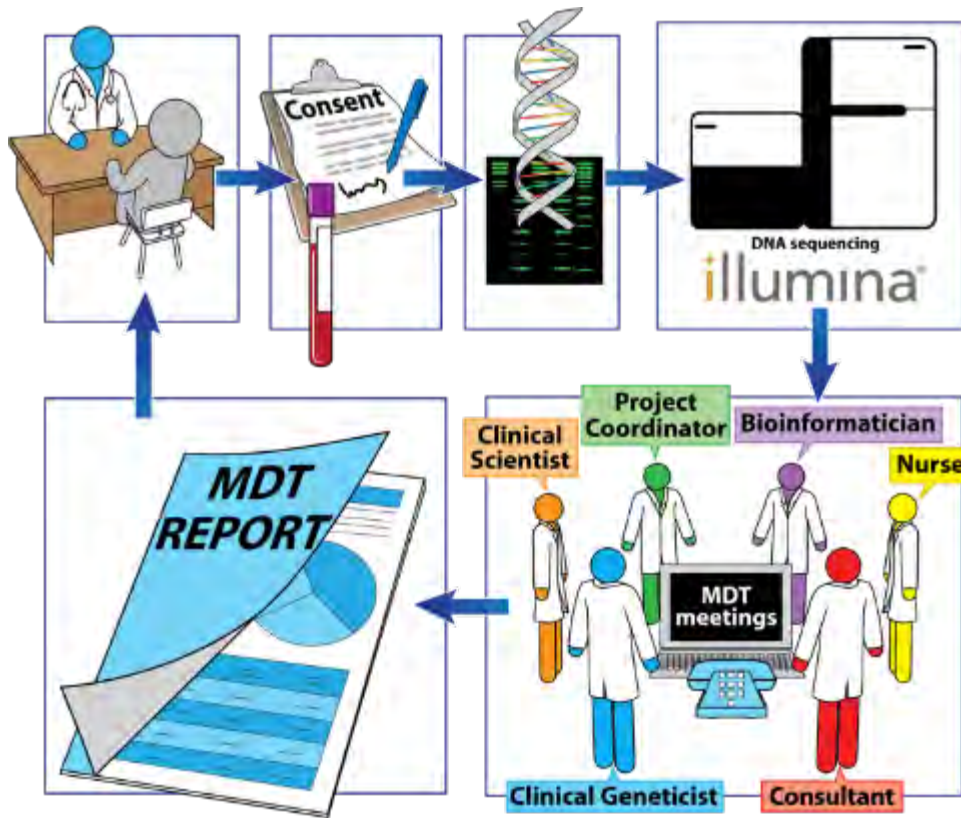 Consent
DNA sequencing
illumina®
Clinical
Scientist
Project
Coordinator
Bioinformatician
Nurse
MDT
meetings
Clinical Geneticist
Consultant
MDT
REPORT